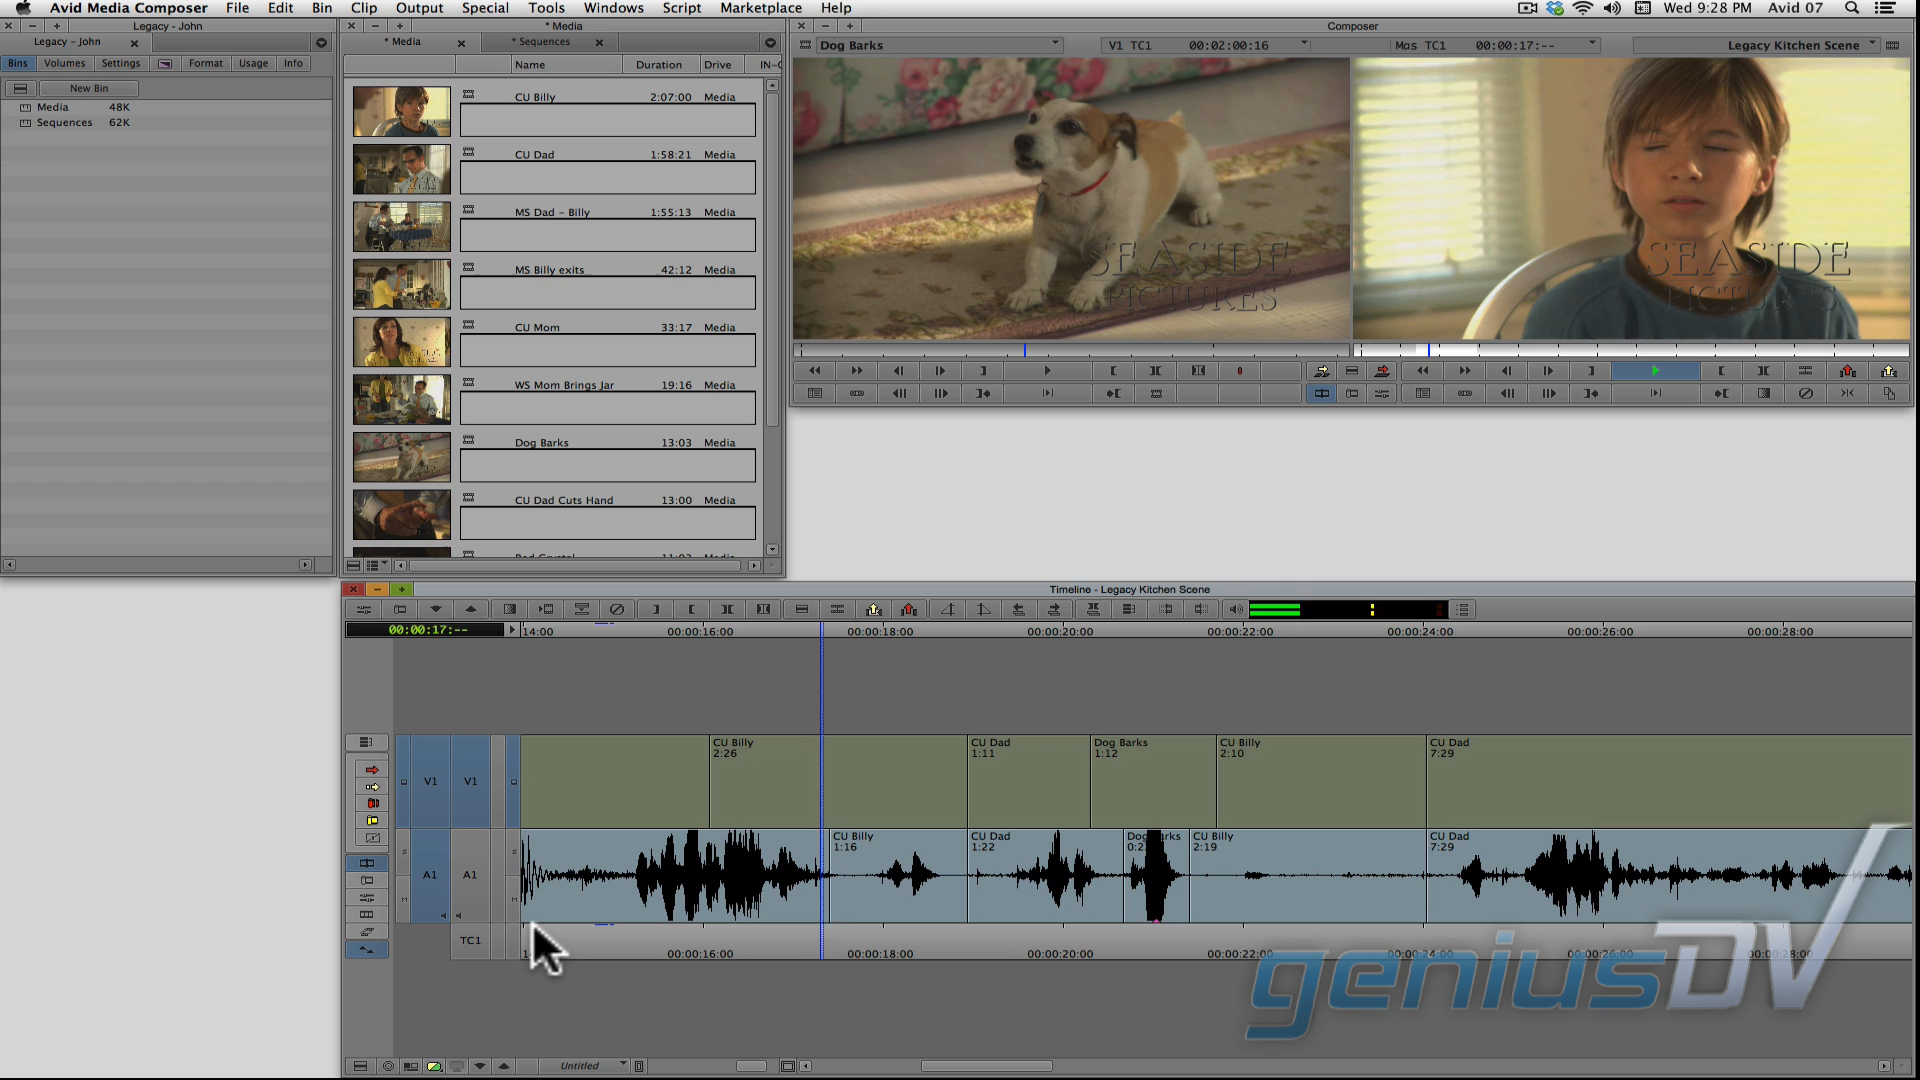 Avid Media Composer File Edit Bin Clip Output Special Tools Windows Script Marketplace Help Wed 9:28 PM Avid 07
Legacy - John
Legacy - John
Bins Volumes Settings Format Usage Info
New Bin
Media 48K
Sequences 62K
* Media
* Media * Sequences
Name Duration Drive IN-O
CU Billy 2:07:00 Media
CU Dad 1:58:21 Media
MS Dad - Billy 1:55:13 Media
MS Billy exits 42:12 Media
CU Mom 33:17 Media
WS Mom Brings Jar 19:16 Media
Dog Barks 13:03 Media
CU Dad Cuts Hand 13:00 Media
Composer
Dog Barks V1 TC1 00:02:00:16 Mas TC1 00:00:17:-- Legacy Kitchen Scene
SEASIDE
PICTURES
SEASIDE
PICTURES
Timeline - Legacy Kitchen Scene
00:00:17:-- 14:00 00:00:16:00 00:00:18:00 00:00:20:00 00:00:22:00 00:00:24:00 00:00:26:00 00:00:28:00
V1 V1
CU Billy
2:26
CU Dad
1:11
Dog Barks
1:12
CU Billy
2:10
CU Dad
7:29
A1 A1
CU Billy
1:16
CU Dad
1:22
CU Billy
2:19
CU Dad
7:29
TC1
00:00:16:00 00:00:18:00 00:00:20:00 00:00:22:00 00:00:24:00 00:00:26:00 00:00:28:00
geniusDV
Untitled